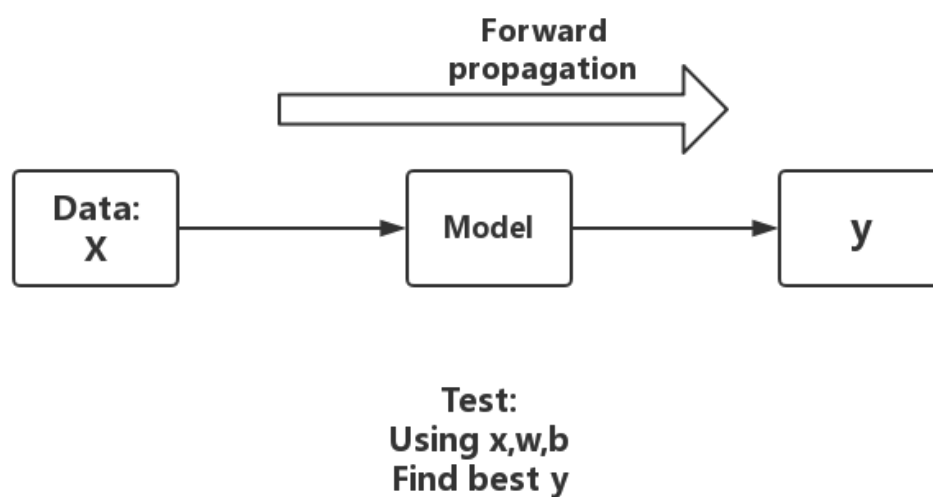 Forward
propagation
Data:
X
Model
y
Test:
Using x,w,b
Find best y